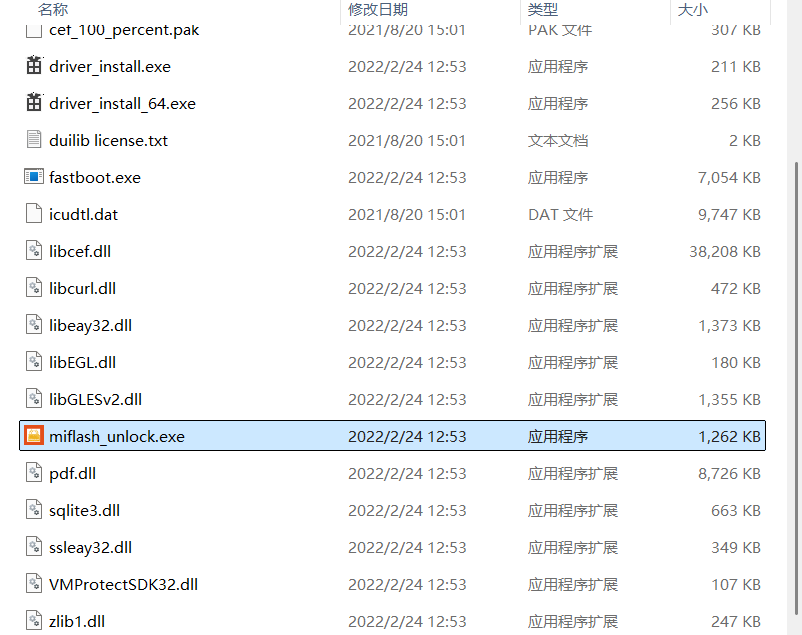 名称 修改日期 类型 大小
cef_100_percent.pak 2021/8/20 15:01 PAK 文件 307 KB
driver_install.exe 2022/2/24 12:53 应用程序 211 KB
driver_install_64.exe 2022/2/24 12:53 应用程序 256 KB
duilib license.txt 2021/8/20 15:01 文本文档 2 KB
fastboot.exe 2022/2/24 12:53 应用程序 7,054 KB
icudtl.dat 2021/8/20 15:01 DAT 文件 9,747 KB
libcef.dll 2022/2/24 12:53 应用程序扩展 38,208 KB
libcurl.dll 2022/2/24 12:53 应用程序扩展 472 KB
libeay32.dll 2022/2/24 12:53 应用程序扩展 1,373 KB
libEGL.dll 2022/2/24 12:53 应用程序扩展 180 KB
libGLESv2.dll 2022/2/24 12:53 应用程序扩展 1,355 KB
miflash_unlock.exe 2022/2/24 12:53 应用程序 1,262 KB
pdf.dll 2022/2/24 12:53 应用程序扩展 8,726 KB
sqlite3.dll 2022/2/24 12:53 应用程序扩展 663 KB
ssleay32.dll 2022/2/24 12:53 应用程序扩展 349 KB
VMProtectSDK32.dll 2022/2/24 12:53 应用程序扩展 107 KB
zlib1.dll 2022/2/24 12:53 应用程序扩展 247 KB